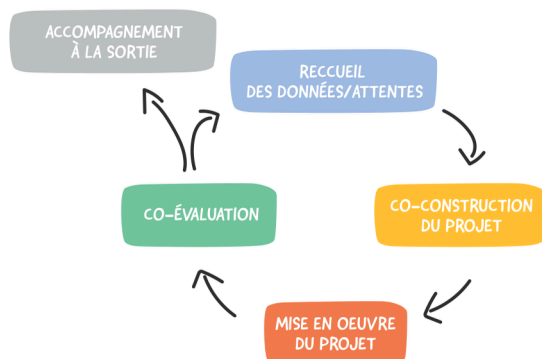 ACCOMPAGNEMENT
À LA SORTIE
RECCUEIL
DES DONNÉES/ATTENTES
CO-CONSTRUCTION
DU PROJET
MISE EN OEUVRE
DU PROJET
CO-ÉVALUATION